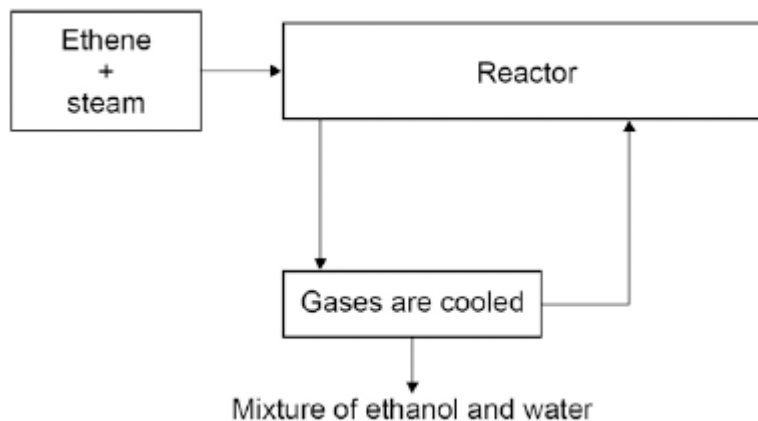 Ethene
+
steam
Reactor
Gases are cooled
Mixture of ethanol and water